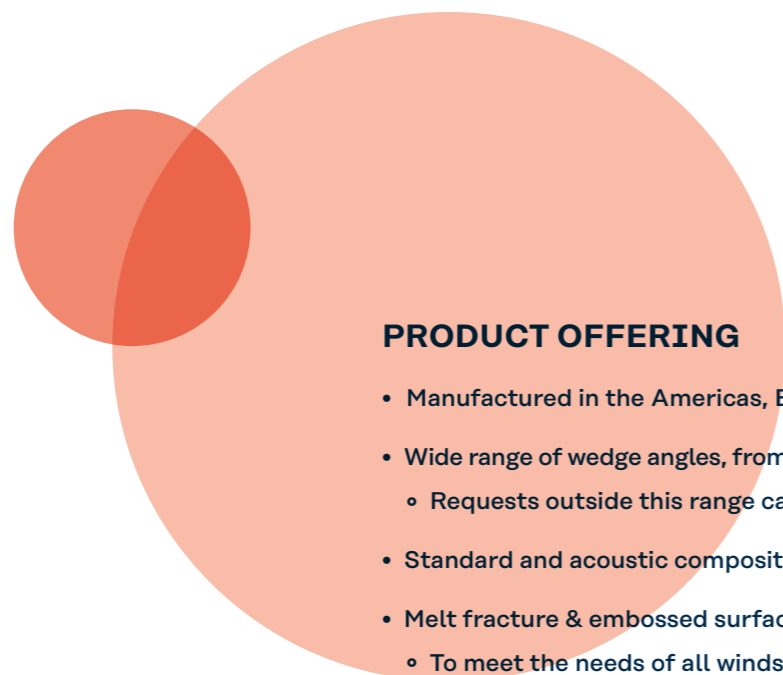 PRODUCT OFFERING
• Manufactured in the Americas,
• Wide range of wedge angles, from
∘ Requests outside this range
• Standard and acoustic
• Melt fracture & embossed
∘ To meet the needs of all